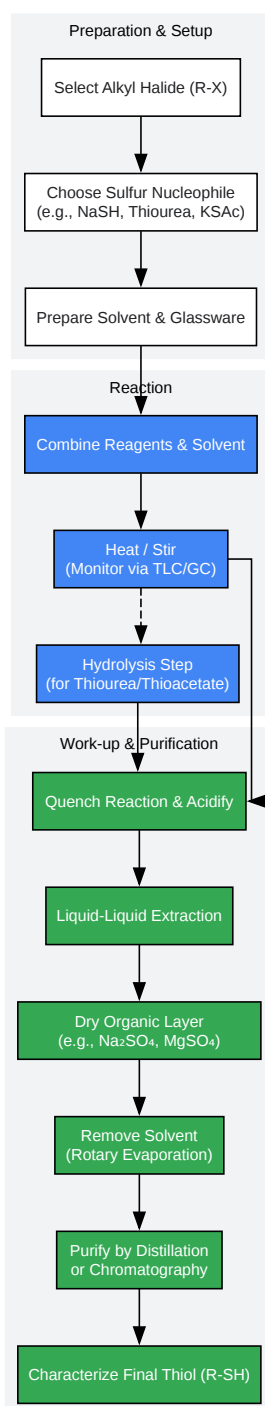 Preparation & Setup
Select Alkyl Halide (R-X)
Choose Sulfur Nucleophile
(e.g., NaSH, Thiourea, KSAc)
Prepare Solvent & Glassware
Reaction
Combine Reagents & Solvent
Heat / Stir
(Monitor via TLC/GC)
Hydrolysis Step
(for Thiourea/Thioacetate)
Work-up & Purification
Quench Reaction & Acidify
Liquid-Liquid Extraction
Dry Organic Layer
(e.g., Na₂SO₄, MgSO₄)
Remove Solvent
(Rotary Evaporation)
Purify by Distillation
or Chromatography
Characterize Final Thiol (R-SH)